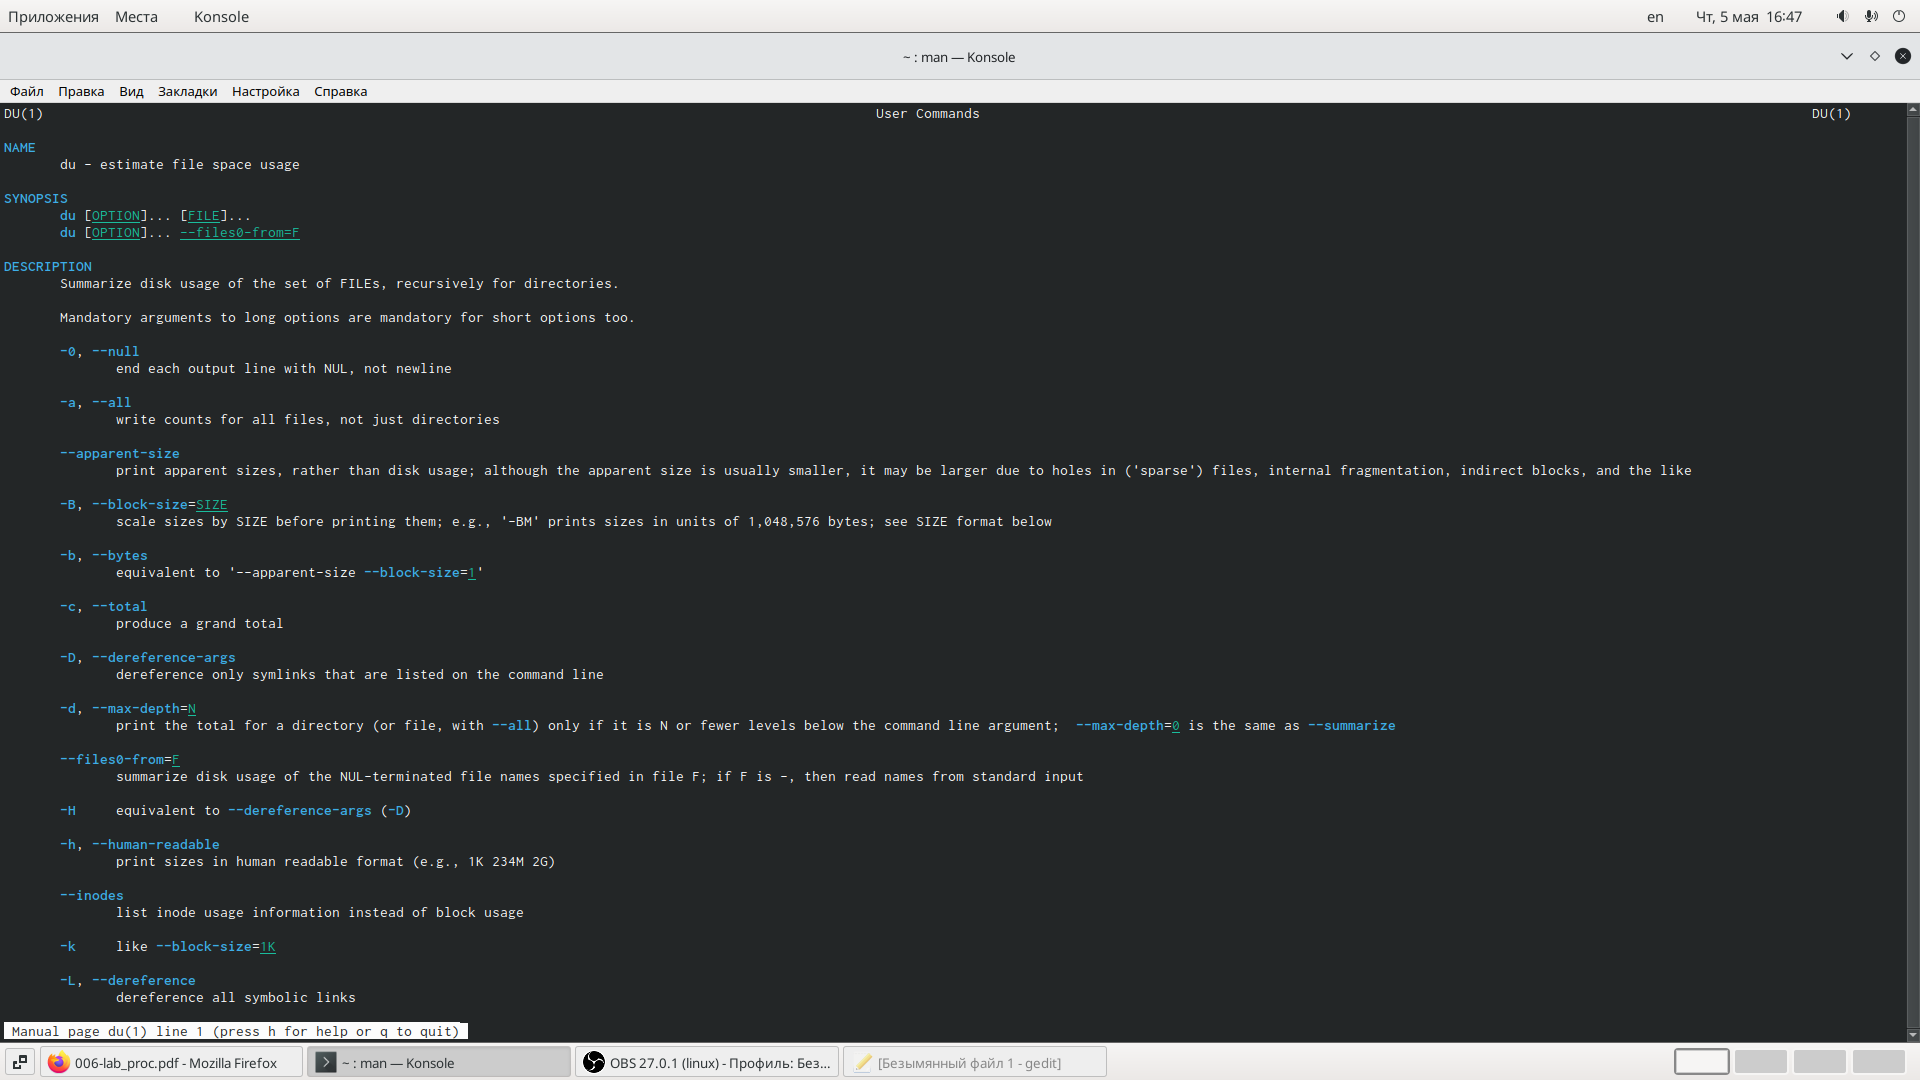 Приложения Места Konsole en Чт, 5 мая 16:47
~ : man — Konsole
Файл Правка Вид Закладки Настройка Справка
DU(1) User Commands DU(1)
NAME
du - estimate file space usage
SYNOPSIS
du [OPTION]... [FILE]...
du [OPTION]... --files0-from=F
DESCRIPTION
Summarize disk usage of the set of FILEs, recursively for directories.
Mandatory arguments to long options are mandatory for short options too.
-0, --null
end each output line with NUL, not newline
-a, --all
write counts for all files, not just directories
--apparent-size
print apparent sizes, rather than disk usage; although the apparent size is usually smaller, it may be larger due to holes in ('sparse') files, internal fragmentation, indirect blocks, and the like
-B, --block-size=SIZE
scale sizes by SIZE before printing them; e.g., '-BM' prints sizes in units of 1,048,576 bytes; see SIZE format below
-b, --bytes
equivalent to '--apparent-size --block-size=1'
-c, --total
produce a grand total
-D, --dereference-args
dereference only symlinks that are listed on the command line
-d, --max-depth=N
print the total for a directory (or file, with --all) only if it is N or fewer levels below the command line argument;  --max-depth=0 is the same as --summarize
--files0-from=F
summarize disk usage of the NUL-terminated file names specified in file F; if F is -, then read names from standard input
-H equivalent to --dereference-args (-D)
-h, --human-readable
print sizes in human readable format (e.g., 1K 234M 2G)
--inodes
list inode usage information instead of block usage
-k like --block-size=1K
-L, --dereference
dereference all symbolic links
Manual page du(1) line 1 (press h for help or q to quit)
006-lab_proc.pdf - Mozilla Firefox ~ : man — Konsole OBS 27.0.1 (linux) - Профиль: Без... [Безымянный файл 1 - gedit]